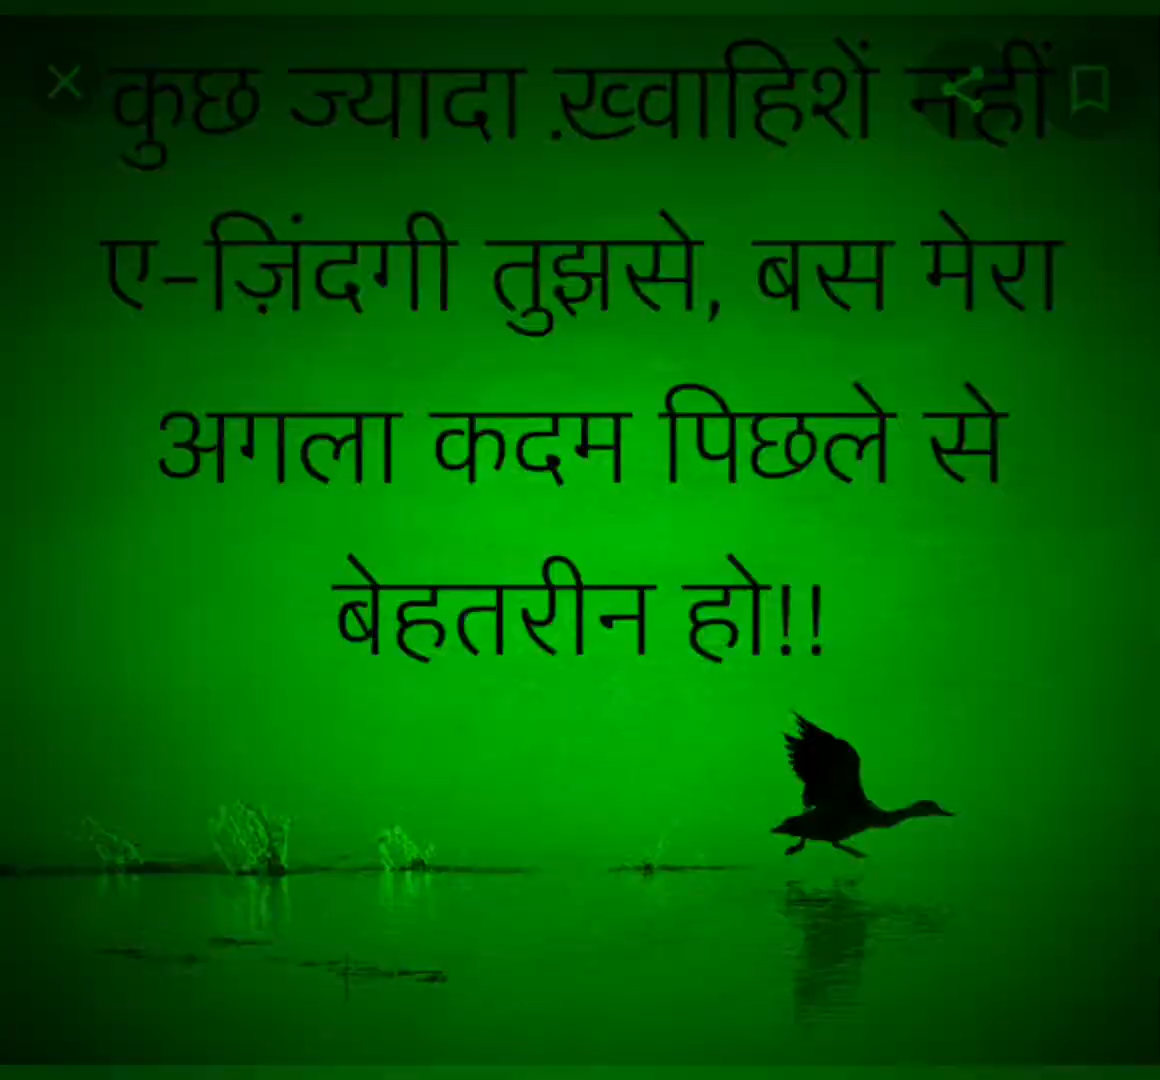 कुछ ज्यादा ख़्वाहिशें नहीं
ए-ज़िंदगी तुझसे, बस मेरा
अगला कदम पिछले से
बेहतरीन हो!!